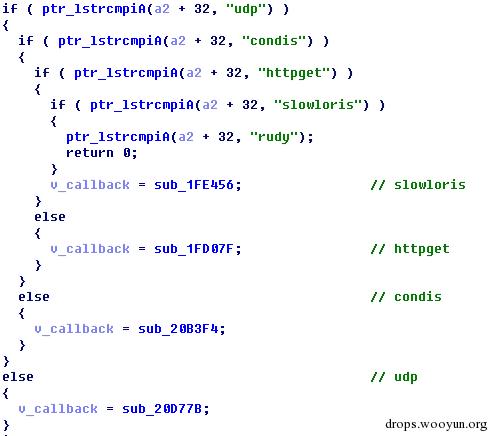 if ( ptr_lstrcmpiA(a2 + 32, "udp") )
{
  if ( ptr_lstrcmpiA(a2 + 32, "condis") )
  {
    if ( ptr_lstrcmpiA(a2 + 32, "httpget") )
    {
      if ( ptr_lstrcmpiA(a2 + 32, "slowloris") )
      {
        ptr_lstrcmpiA(a2 + 32, "rudy");
        return 0;
      }
      v_callback = sub_1FE456; // slowloris
    }
    else
    {
      v_callback = sub_1FD07F; // httpget
    }
  }
  else // condis
  {
    v_callback = sub_20B3F4;
  }
}
else // udp
{
  v_callback = sub_20D77B;
}
drops.wooyun.org